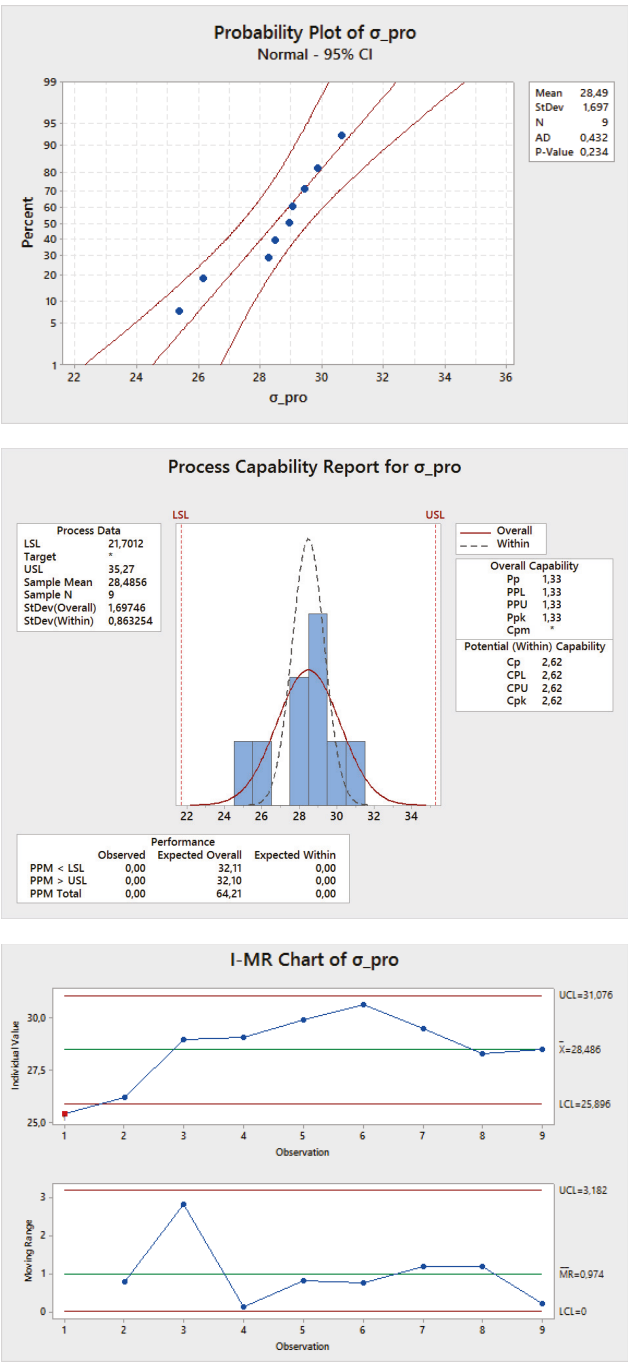 Probability Plot of σ_pro
Normal - 95% CI
99
95
90
80
70
60
50
40
30
20
10
5
1
Percent
22 24 26 28 30 32 34 36
σ_pro
Mean 28,49
StDev 1,697
N 9
AD 0,432
P-Value 0,234
Process Capability Report for σ_pro
LSL USL
Process Data
LSL 21,7012
Target *
USL 35,27
Sample Mean 28,4856
Sample N 9
StDev(Overall) 1,69746
StDev(Within) 0,863254
Overall
Within
Overall Capability
Pp 1,33
PPL 1,33
PPU 1,33
Ppk 1,33
Cpm *
Potential (Within) Capability
Cp 2,62
CPL 2,62
CPU 2,62
Cpk 2,62
22 24 26 28 30 32 34
Performance
Observed Expected Overall Expected Within
PPM < LSL 0,00 32,11 0,00
PPM > USL 0,00 32,10 0,00
PPM Total 0,00 64,21 0,00
I-MR Chart of σ_pro
Individual Value
30,0
27,5
25,0
UCL=31,076
X̄=28,486
LCL=25,896
1 2 3 4 5 6 7 8 9
Observation
Moving Range
3
2
1
0
UCL=3,182
M̅R̅=0,974
LCL=0
1 2 3 4 5 6 7 8 9
Observation